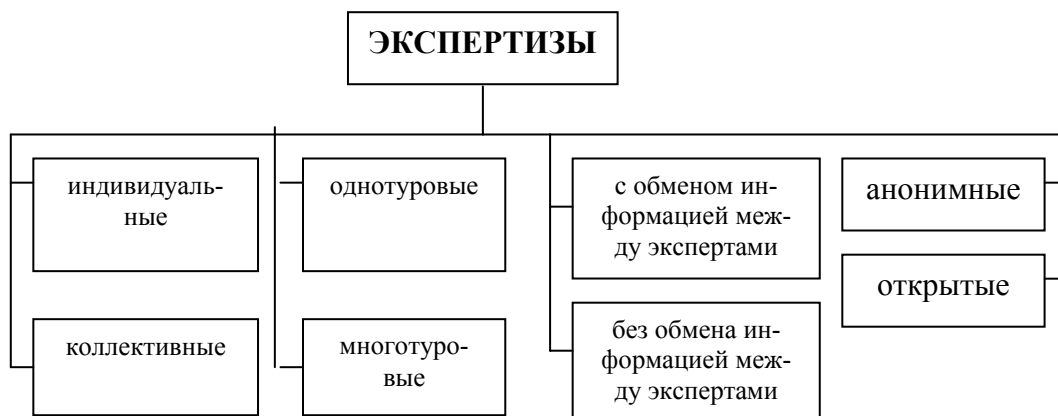 ЭКСПЕРТИЗЫ
индивидуаль-
ные
коллективные
однотуровые
многотуро-
вые
с обменом ин-
формацией меж-
ду экспертами
без обмена ин-
формацией меж-
ду экспертами
анонимные
открытые